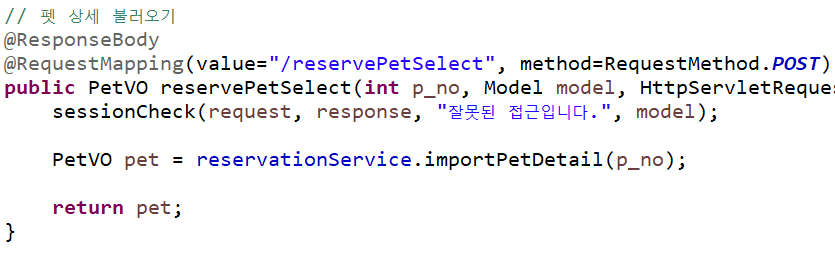 // 펫 상세 불러오기
@ResponseBody
@RequestMapping(value="/reservePetSelect", method=RequestMethod.POST)
public PetVO reservePetSelect(int p_no, Model model, HttpServletReque
sessionCheck(request, response, "잘못된 접근입니다.", model);
PetVO pet = reservationService.importPetDetail(p_no);
return pet;
}